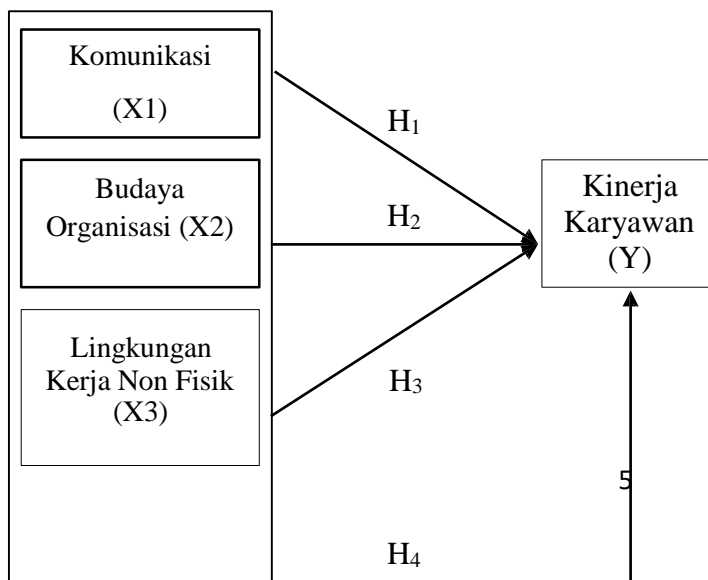 Komunikasi
(X1)
H1
Budaya
Organisasi (X2)
H2
Kinerja
Karyawan
(Y)
Lingkungan
Kerja Non Fisik
(X3)
H3
5
H4